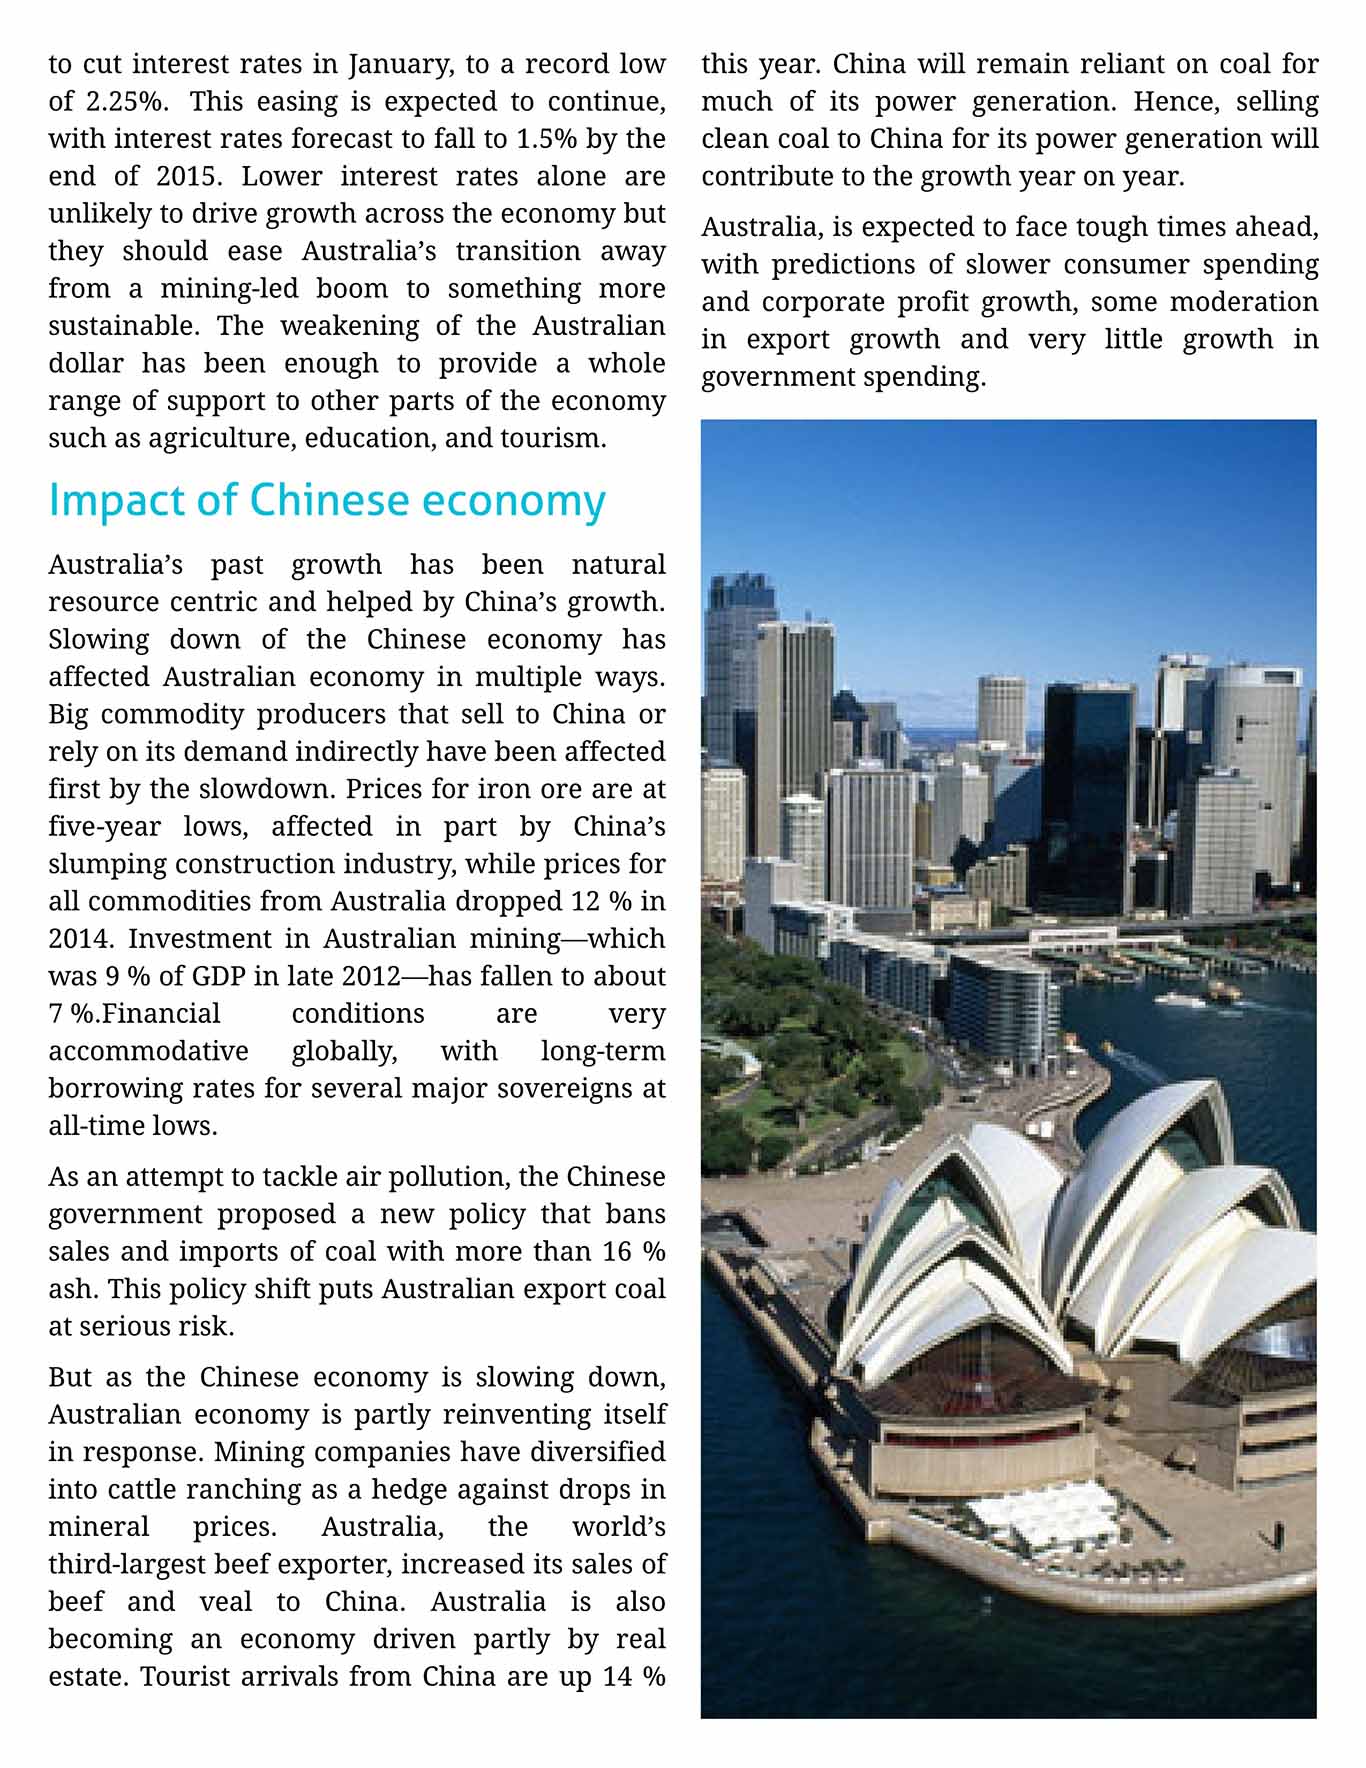 to cut interest rates in January, to a record low
of 2.25%. This easing is expected to continue,
with interest rates forecast to fall to 1.5% by the
end of 2015. Lower interest rates alone are
unlikely to drive growth across the economy but
they should ease Australia’s transition away
from a mining-led boom to something more
sustainable. The weakening of the Australian
dollar has been enough to provide a whole
range of support to other parts of the economy
such as agriculture, education, and tourism.
Impact of Chinese economy
Australia’s past growth has been natural
resource centric and helped by China’s growth.
Slowing down of the Chinese economy has
affected Australian economy in multiple ways.
Big commodity producers that sell to China or
rely on its demand indirectly have been affected
first by the slowdown. Prices for iron ore are at
five-year lows, affected in part by China’s
slumping construction industry, while prices for
all commodities from Australia dropped 12 % in
2014. Investment in Australian mining—which
was 9 % of GDP in late 2012—has fallen to about
7 %.Financial conditions are very
accommodative globally, with long-term
borrowing rates for several major sovereigns at
all-time lows.
As an attempt to tackle air pollution, the Chinese
government proposed a new policy that bans
sales and imports of coal with more than 16 %
ash. This policy shift puts Australian export coal
at serious risk.
But as the Chinese economy is slowing down,
Australian economy is partly reinventing itself
in response. Mining companies have diversified
into cattle ranching as a hedge against drops in
mineral prices. Australia, the world’s
third-largest beef exporter, increased its sales of
beef and veal to China. Australia is also
becoming an economy driven partly by real
estate. Tourist arrivals from China are up 14 %
this year. China will remain reliant on coal for
much of its power generation. Hence, selling
clean coal to China for its power generation will
contribute to the growth year on year.
Australia, is expected to face tough times ahead,
with predictions of slower consumer spending
and corporate profit growth, some moderation
in export growth and very little growth in
government spending.